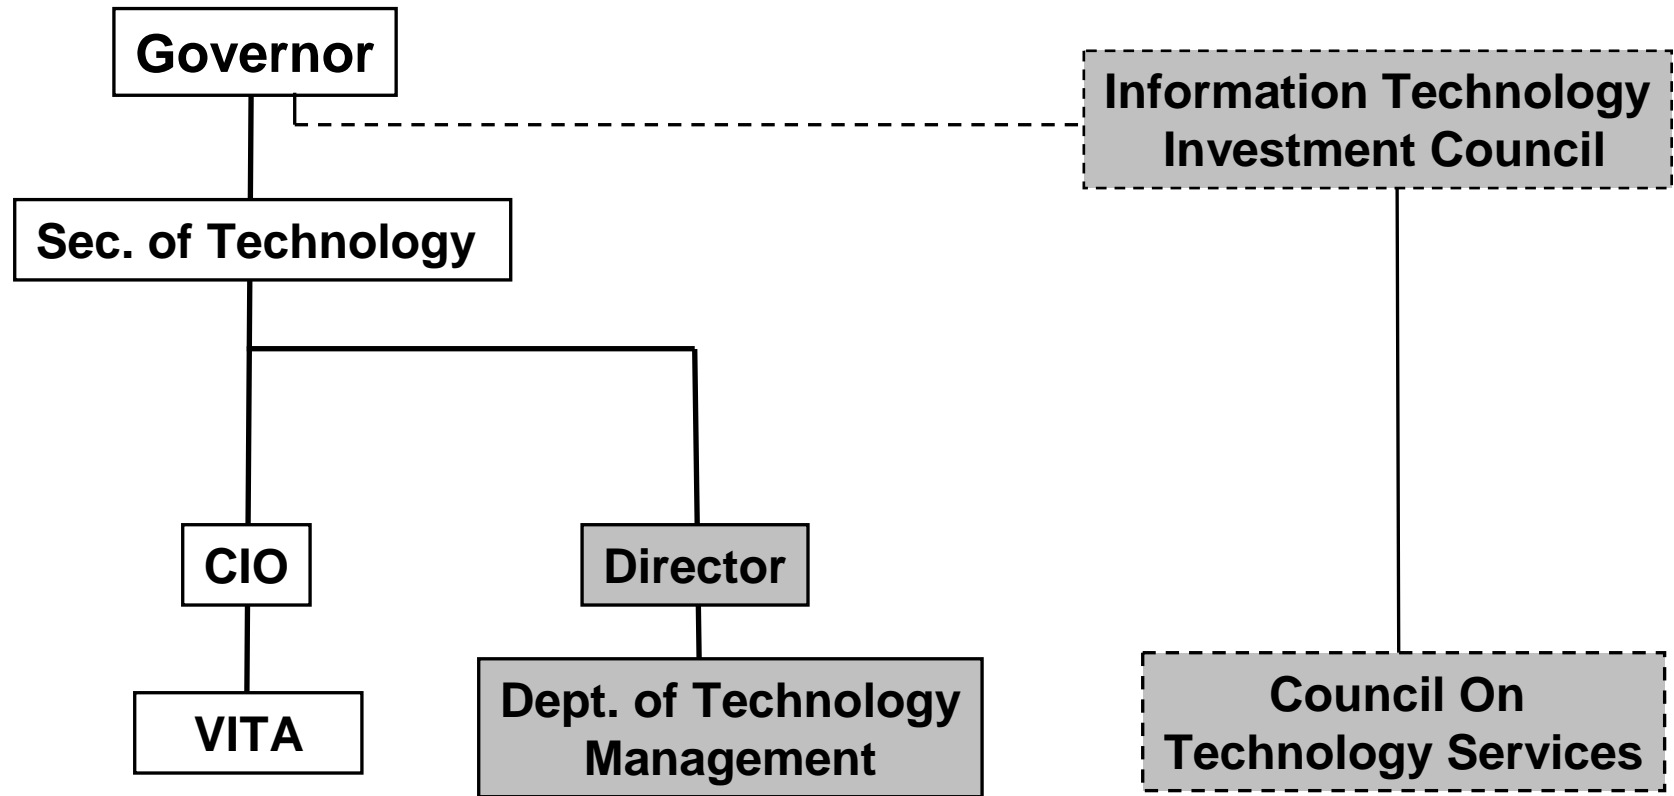 Governor
Information Technology
Investment Council
Sec. of Technology
CIO
Director
VITA
Dept. of Technology
Management
Council On
Technology Services